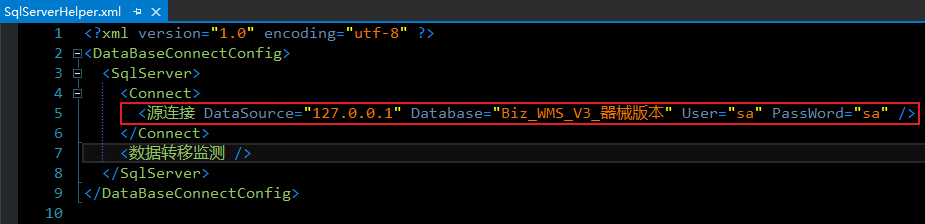 SqlServerHelper.xml
1 <?xml version="1.0" encoding="utf-8" ?>
2 <DataBaseConnectConfig>
3 <SqlServer>
4 <Connect>
5 <源连接 DataSource="127.0.0.1" Database="Biz_WMS_V3_器械版本" User="sa" PassWord="sa" />
6 </Connect>
7 <数据转移监测 />
8 </SqlServer>
9 </DataBaseConnectConfig>
10